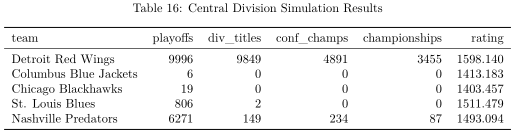 Table 16: Central Division Simulation Results
team playoffs div_titles conf_champs championships rating
Detroit Red Wings 9996 9849 4891 3455 1598.140
Columbus Blue Jackets 6 0 0 0 1413.183
Chicago Blackhawks 19 0 0 0 1403.457
St. Louis Blues 806 2 0 0 1511.479
Nashville Predators 6271 149 234 87 1493.094